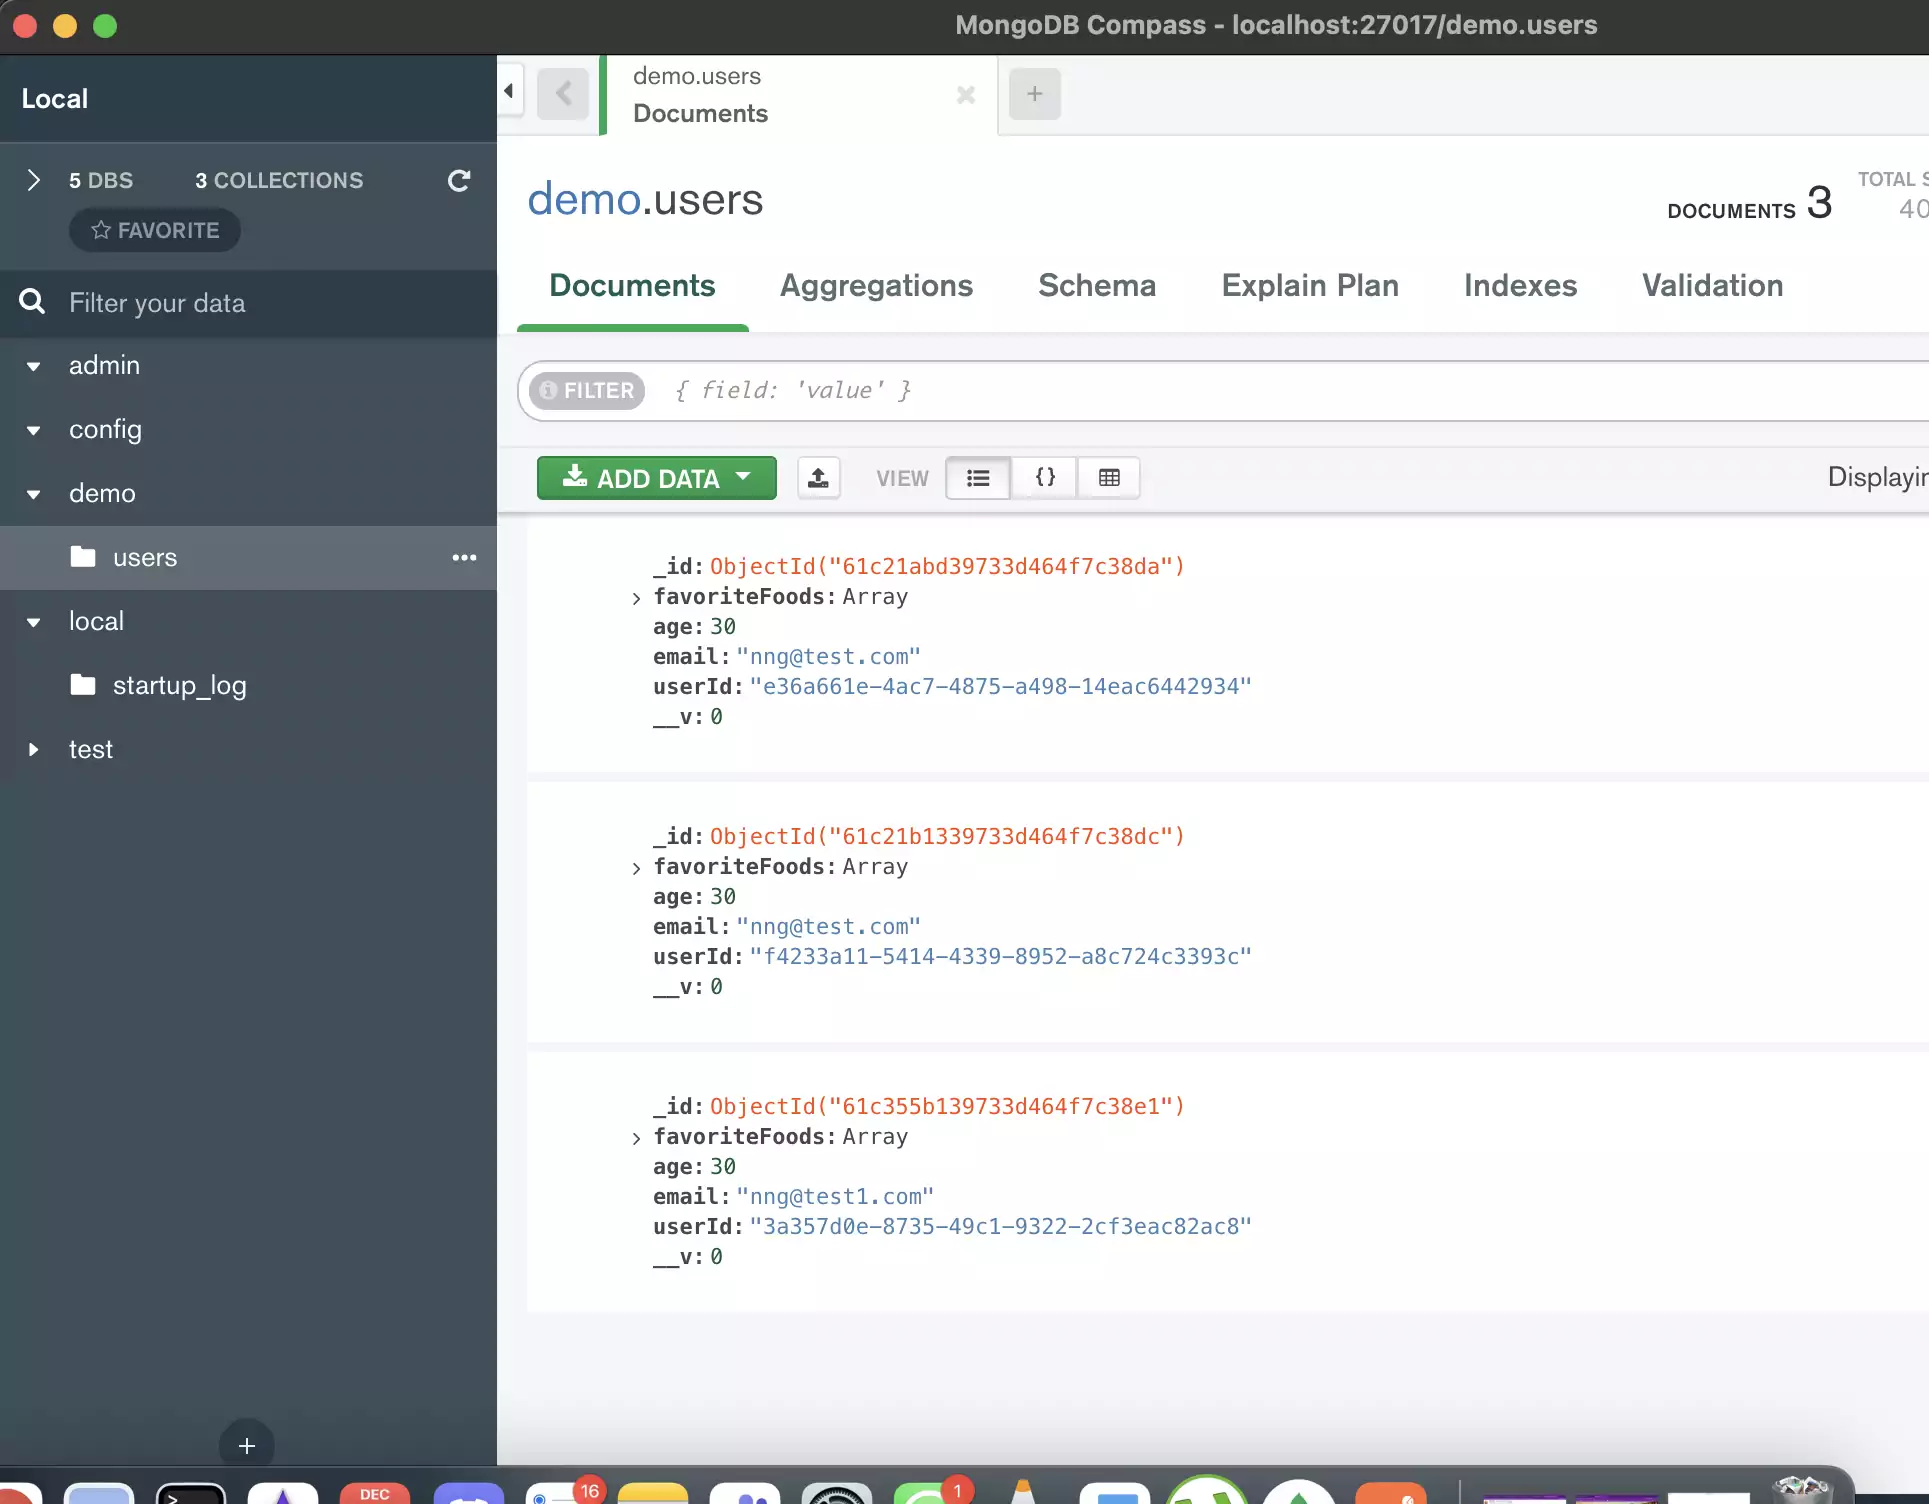 MongoDB Compass - localhost:27017/demo.users
Local
5 DBS 3 COLLECTIONS
FAVORITE
Filter your data
admin
config
demo
users
local
startup_log
test
demo.users
Documents
demo.users
DOCUMENTS 3
TOTAL S
40
Documents Aggregations Schema Explain Plan Indexes Validation
FILTER { field: 'value' }
ADD DATA VIEW { } Displayin
_id: ObjectId("61c21abd39733d464f7c38da")
favoriteFoods: Array
age: 30
email: "nng@test.com"
userId: "e36a661e-4ac7-4875-a498-14eac6442934"
__v: 0
_id: ObjectId("61c21b1339733d464f7c38dc")
favoriteFoods: Array
age: 30
email: "nng@test.com"
userId: "f4233a11-5414-4339-8952-a8c724c3393c"
__v: 0
_id: ObjectId("61c355b139733d464f7c38e1")
favoriteFoods: Array
age: 30
email: "nng@test1.com"
userId: "3a357d0e-8735-49c1-9322-2cf3eac82ac8"
__v: 0
DEC
16
1